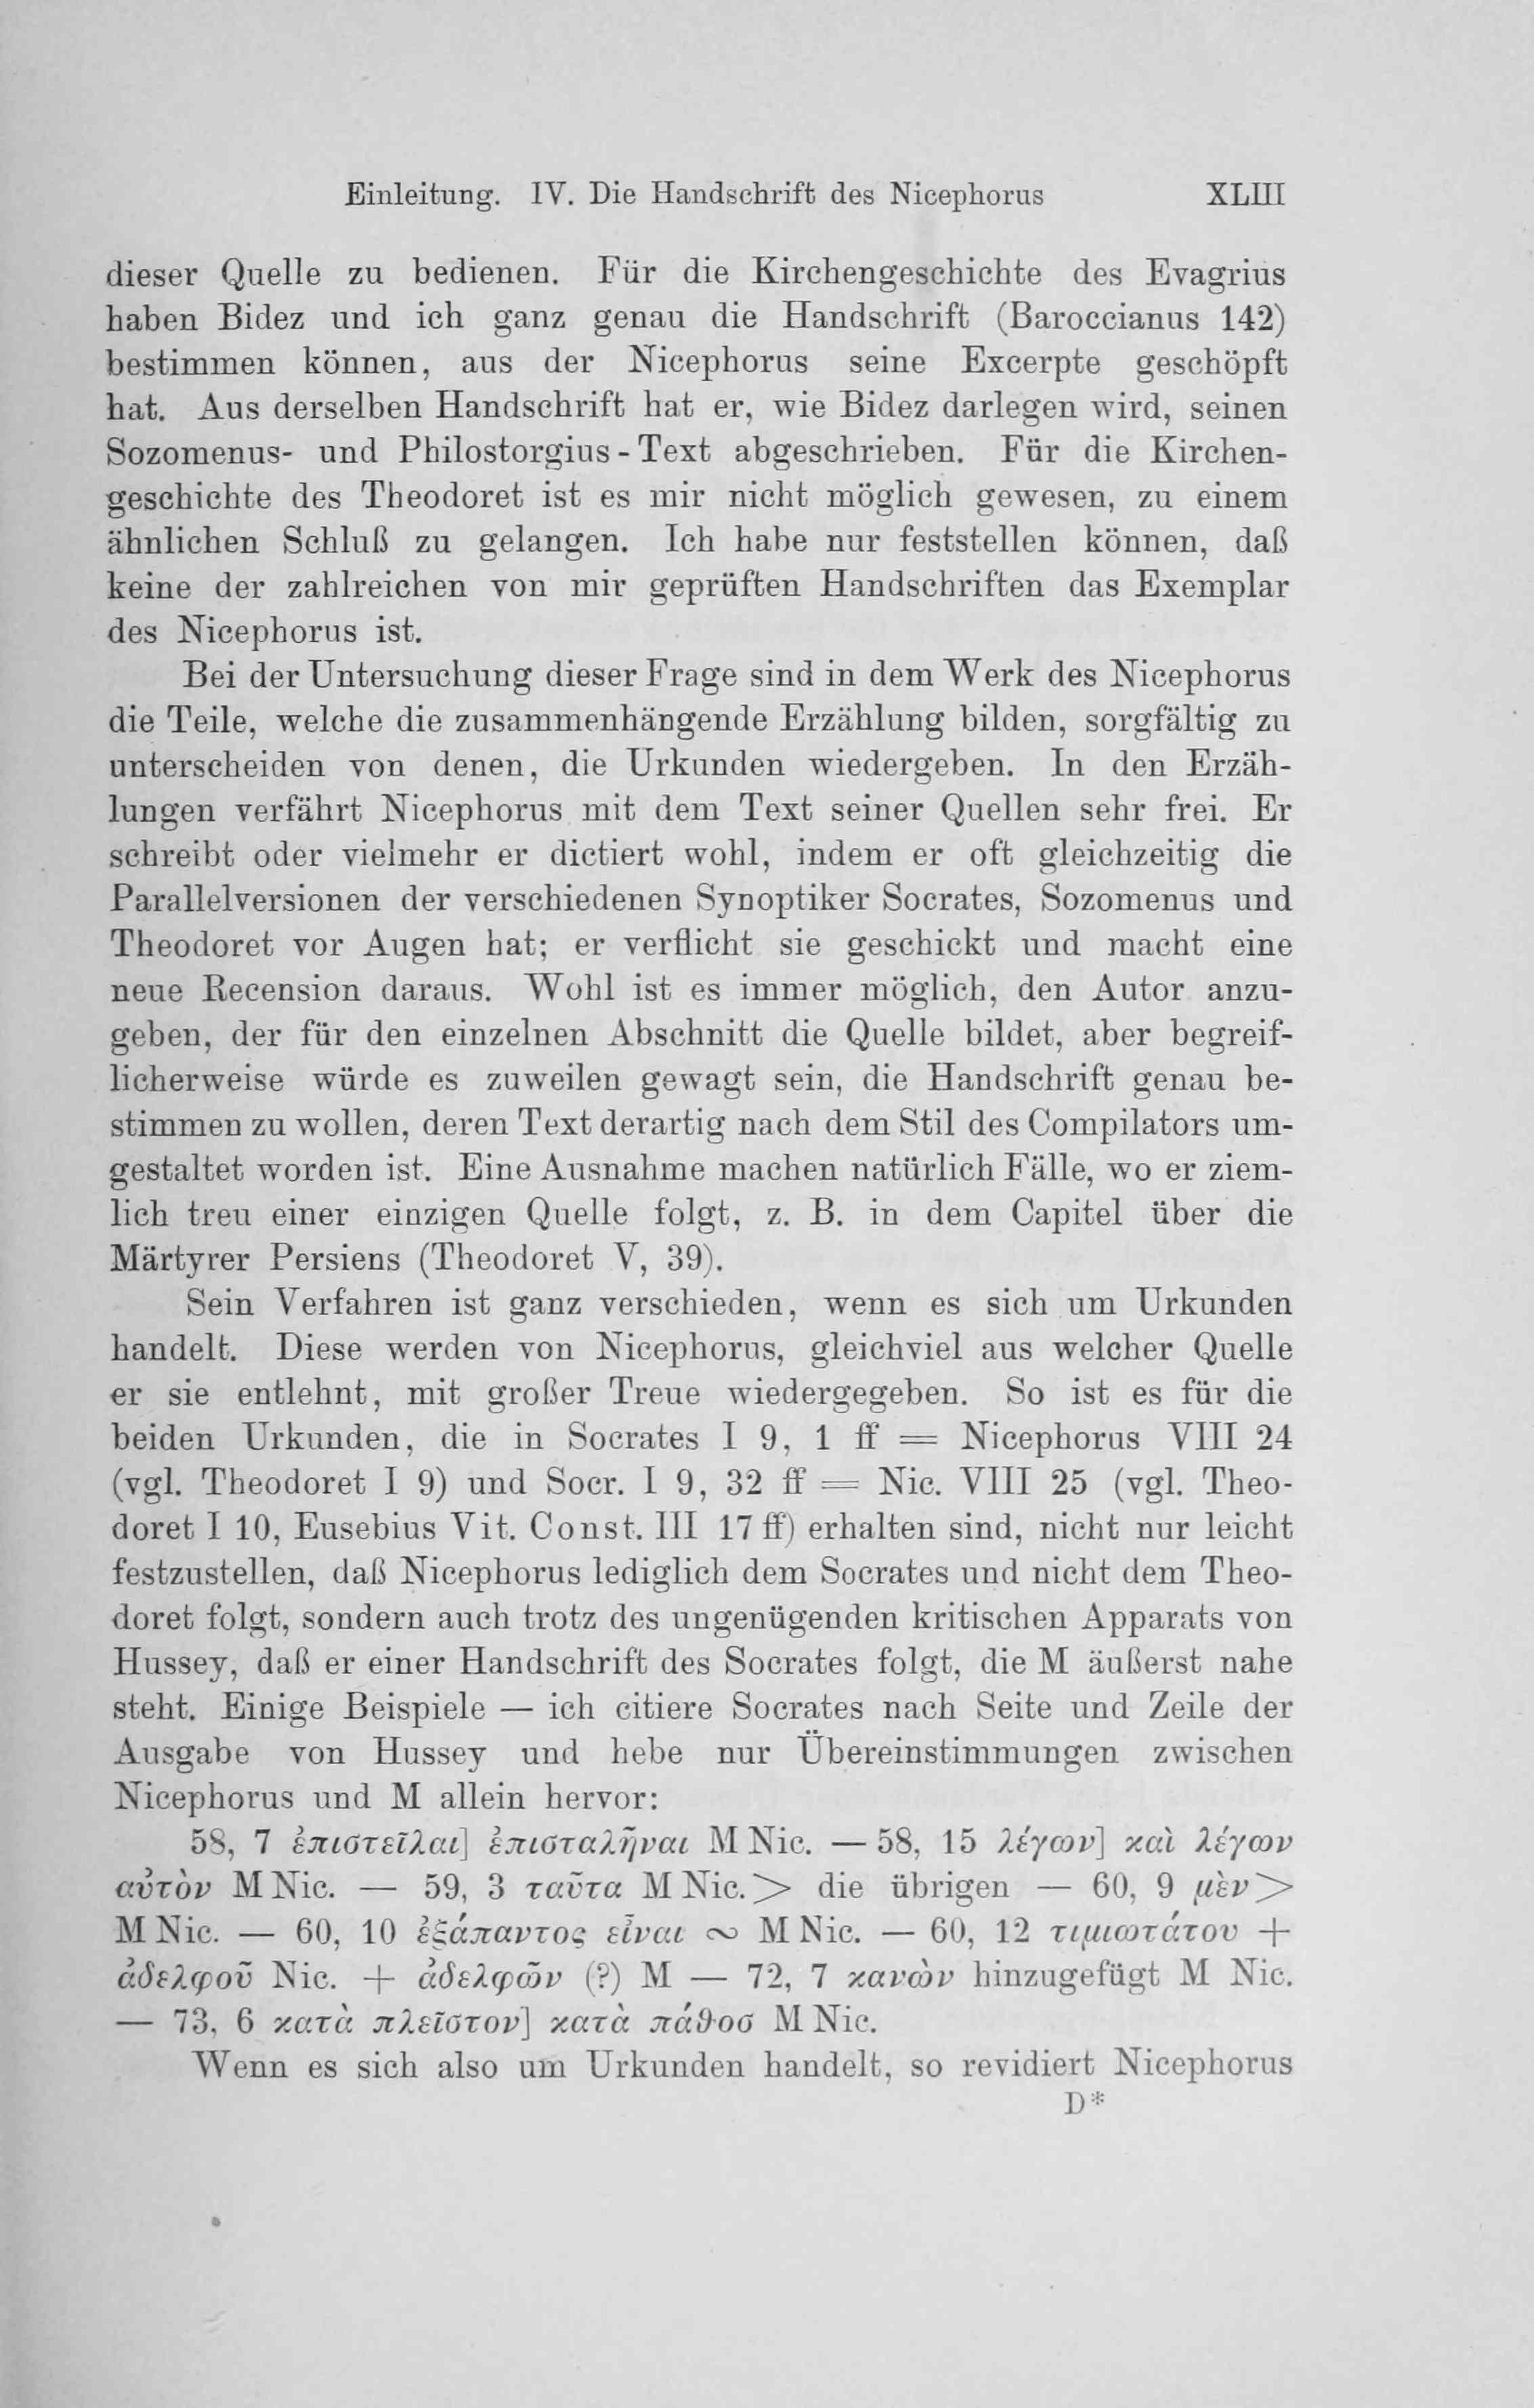 Einleitung. IV. Die Handschrift des Nicephorus XLIII
dieser Quelle zu bedienen. Für die Kirchengeschichte des Evagrius
haben Bidez und ich ganz genau die Handschrift (Baroccianus 142)
bestimmen können, aus der Nicephorus seine Excerpte geschöpft
hat. Aus derselben Handschrift hat er, wie Bidez darlegen wird, seinen
Sozomenus- und Philostorgius-Text abgeschrieben. Für die Kirchen-
geschichte des Theodoret ist es mir nicht möglich gewesen, zu einem
ähnlichen Schluß zu gelangen. Ich habe nur feststellen können, daß
keine der zahlreichen von mir geprüften Handschriften das Exemplar
des Nicephorus ist.
Bei der Untersuchung dieser Frage sind in dem Werk des Nicephorus
die Teile, welche die zusammenhängende Erzählung bilden, sorgfältig zu
unterscheiden von denen, die Urkunden wiedergeben. In den Erzäh-
lungen verfährt Nicephorus mit dem Text seiner Quellen sehr frei. Er
schreibt oder vielmehr er dictiert wohl, indem er oft gleichzeitig die
Parallelversionen der verschiedenen Synoptiker Socrates, Sozomenus und
Theodoret vor Augen hat; er verflicht sie geschickt und macht eine
neue Recension daraus. Wohl ist es immer möglich, den Autor anzu-
geben, der für den einzelnen Abschnitt die Quelle bildet, aber begreif-
licherweise würde es zuweilen gewagt sein, die Handschrift genau be-
stimmen zu wollen, deren Text derartig nach dem Stil des Compilators um-
gestaltet worden ist. Eine Ausnahme machen natürlich Fälle, wo er ziem-
lich treu einer einzigen Quelle folgt, z. B. in dem Capitel über die
Märtyrer Persiens (Theodoret V, 39).
Sein Verfahren ist ganz verschieden, wenn es sich um Urkunden
handelt. Diese werden von Nicephorus, gleichviel aus welcher Quelle
er sie entlehnt, mit großer Treue wiedergegeben. So ist es für die
beiden Urkunden, die in Socrates I 9, 1 ff = Nicephorus VIII 24
(vgl. Theodoret I 9) und Socr. I 9, 32 ff = Nic. VIII 25 (vgl. Theo-
doret I 10, Eusebius Vit. Const. III 17 ff) erhalten sind, nicht nur leicht
festzustellen, daß Nicephorus lediglich dem Socrates und nicht dem Theo-
doret folgt, sondern auch trotz des ungenügenden kritischen Apparats von
Hussey, daß er einer Handschrift des Socrates folgt, die M äußerst nahe
steht. Einige Beispiele — ich citiere Socrates nach Seite und Zeile der
Ausgabe von Hussey und hebe nur Übereinstimmungen zwischen
Nicephorus und M allein hervor:
58, 7 ἐπιστεῖλαι] ἐπισταλῆναι M Nic. — 58, 15 λέγων] καὶ λέγων
αὐτὸν M Nic. — 59, 3 ταῦτα M Nic. > die übrigen — 60, 9 μὲν >
M Nic. — 60, 10 ἐξάπαντος εἶναι ∾ M Nic. — 60, 12 τιμιωτάτου +
ἀδελφοῦ Nic. + ἀδελφῶν (?) M — 72, 7 κανὼν hinzugefügt M Nic.
— 73, 6 κατὰ πλεῖστον] κατὰ πάθοσ M Nic.
Wenn es sich also um Urkunden handelt, so revidiert Nicephorus
D*